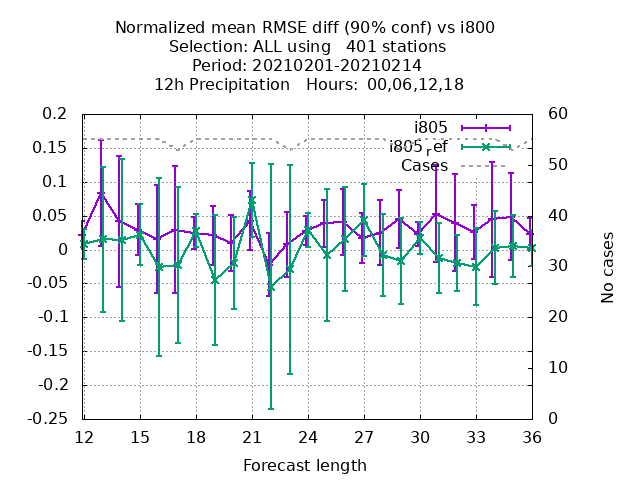 Normalized mean RMSE diff (90% conf) vs i800
Selection: ALL using   401 stations
Period: 20210201-20210214
12h Precipitation   Hours:  00,06,12,18
0.2
0.15
0.1
0.05
0
-0.05
-0.1
-0.15
-0.2
-0.25
60
50
40
30
20
10
0
i805
i805_ref
Cases
No cases
12 15 18 21 24 27 30 33 36
Forecast length